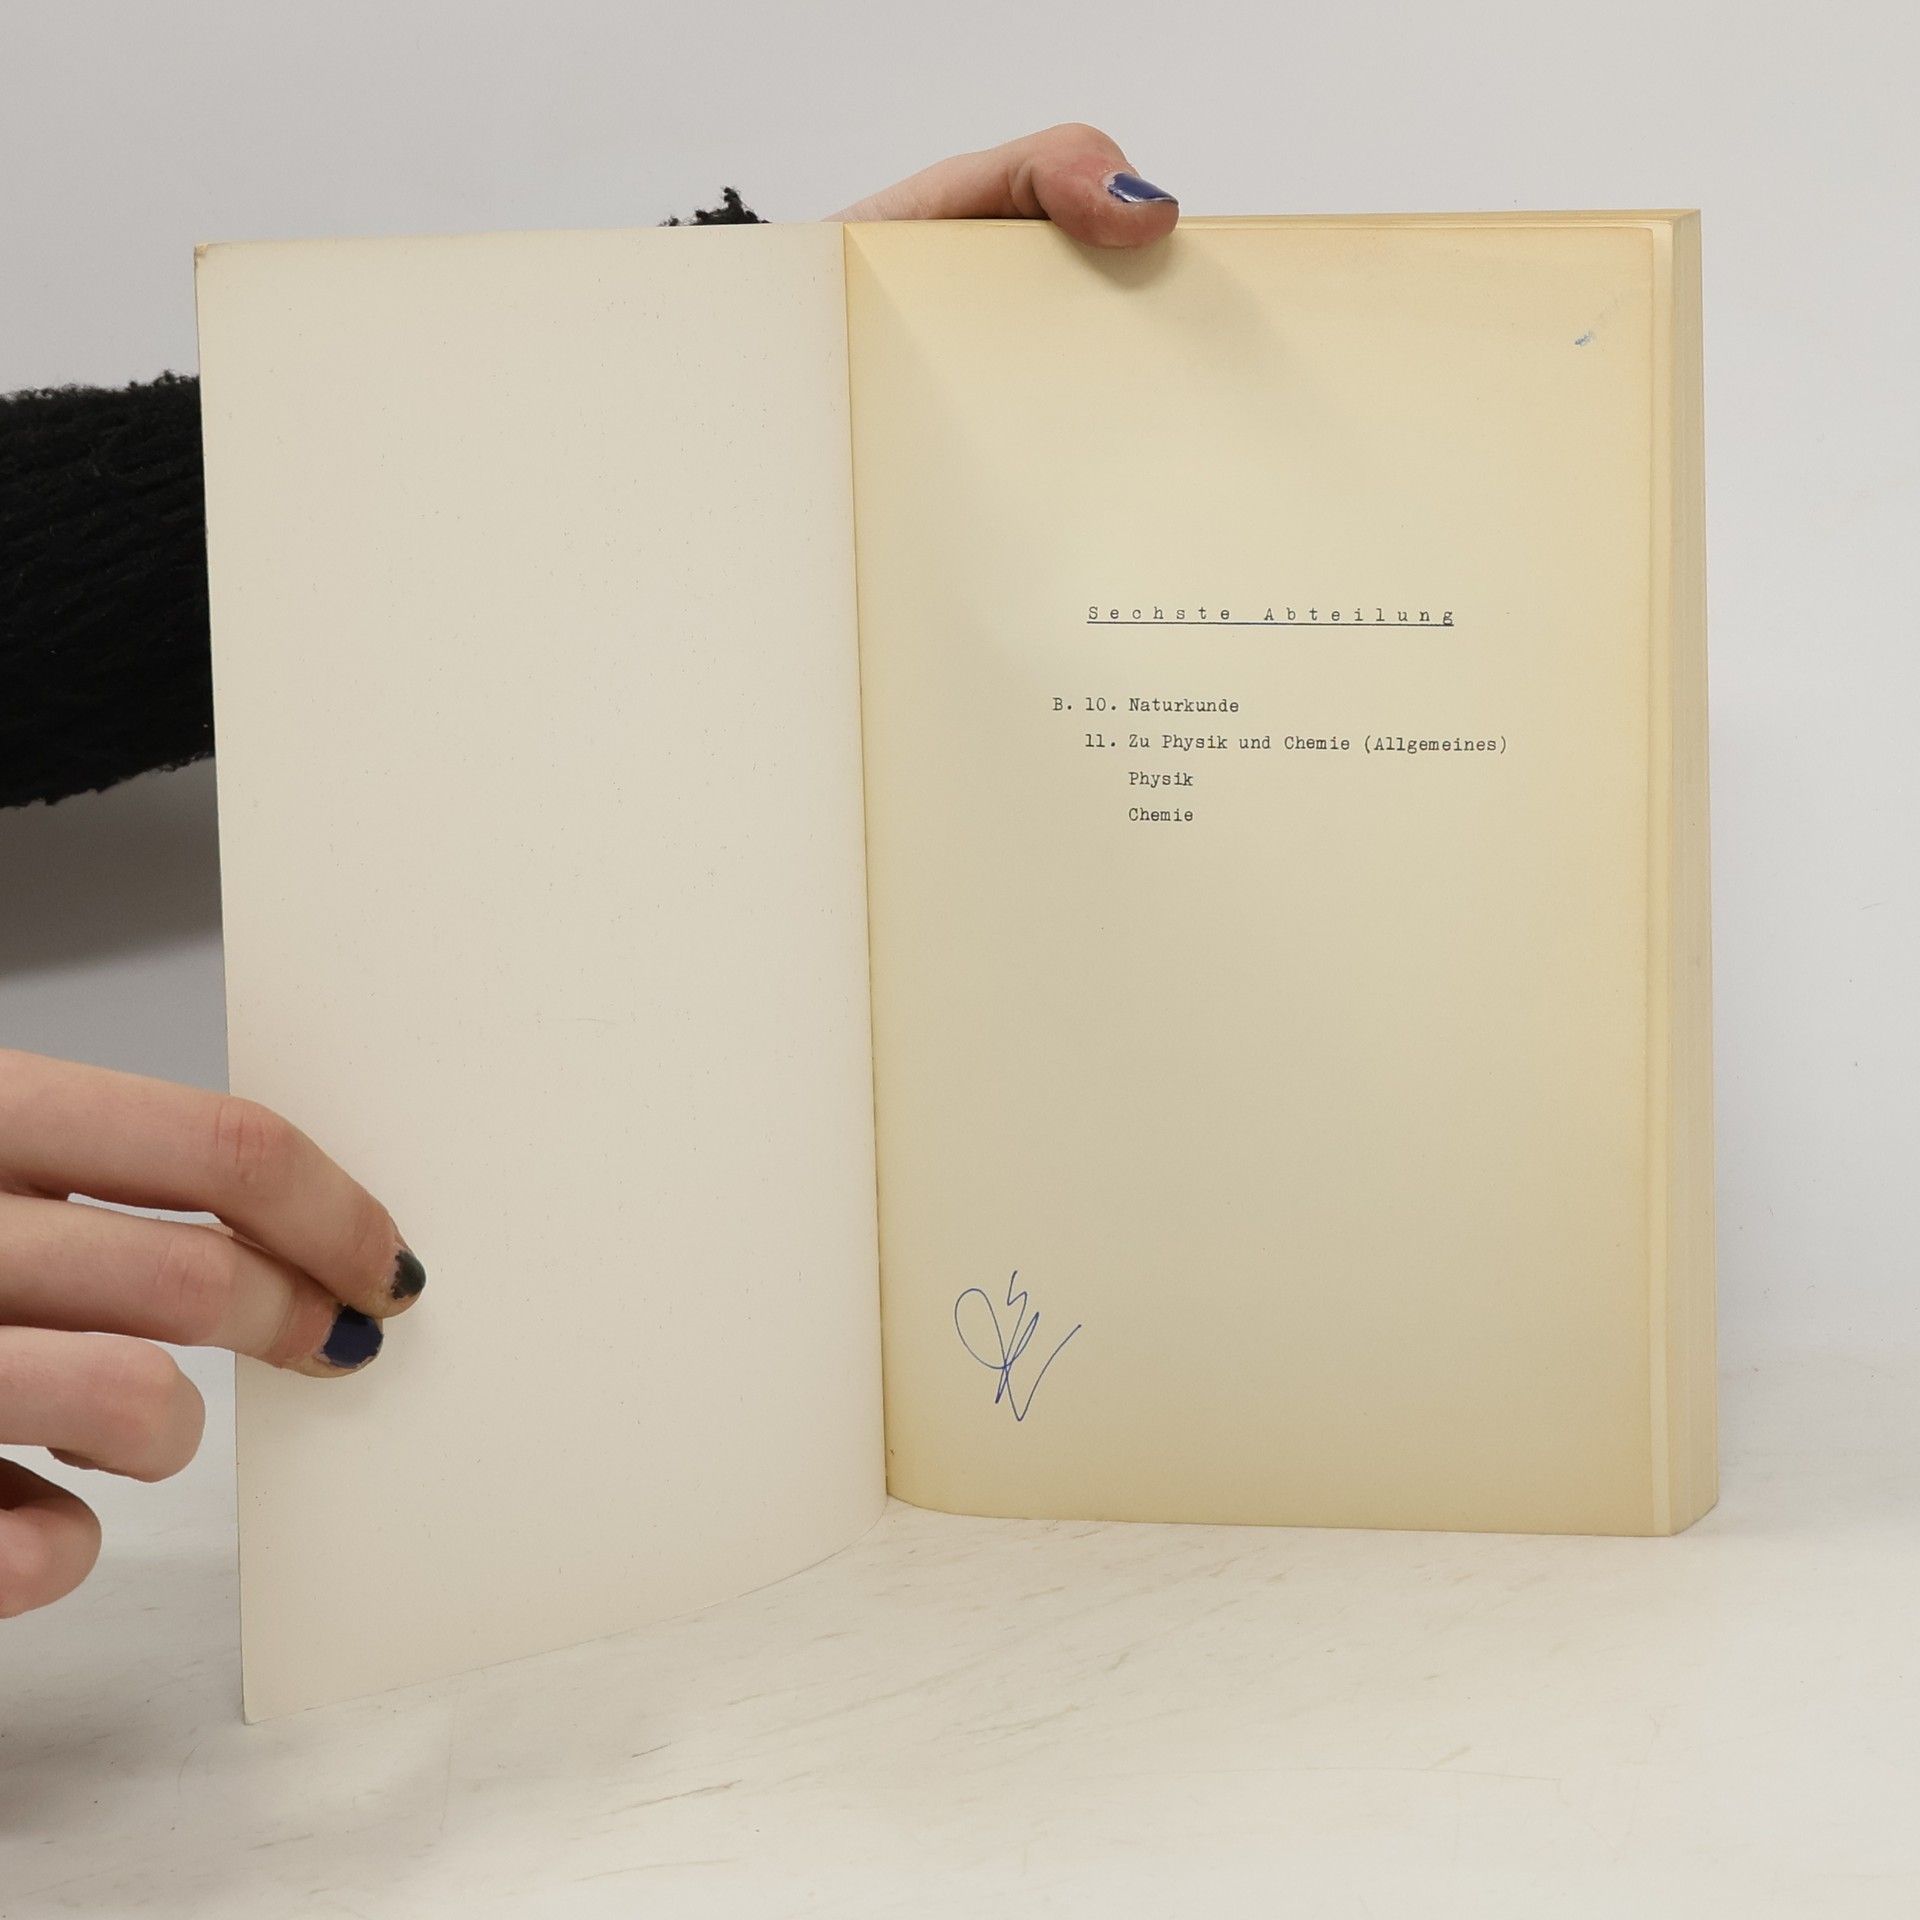 Sechste Abteilung
B. 10. Naturkunde
11. Zu Physik und Chemie (Allgemeines)
Physik
Chemie